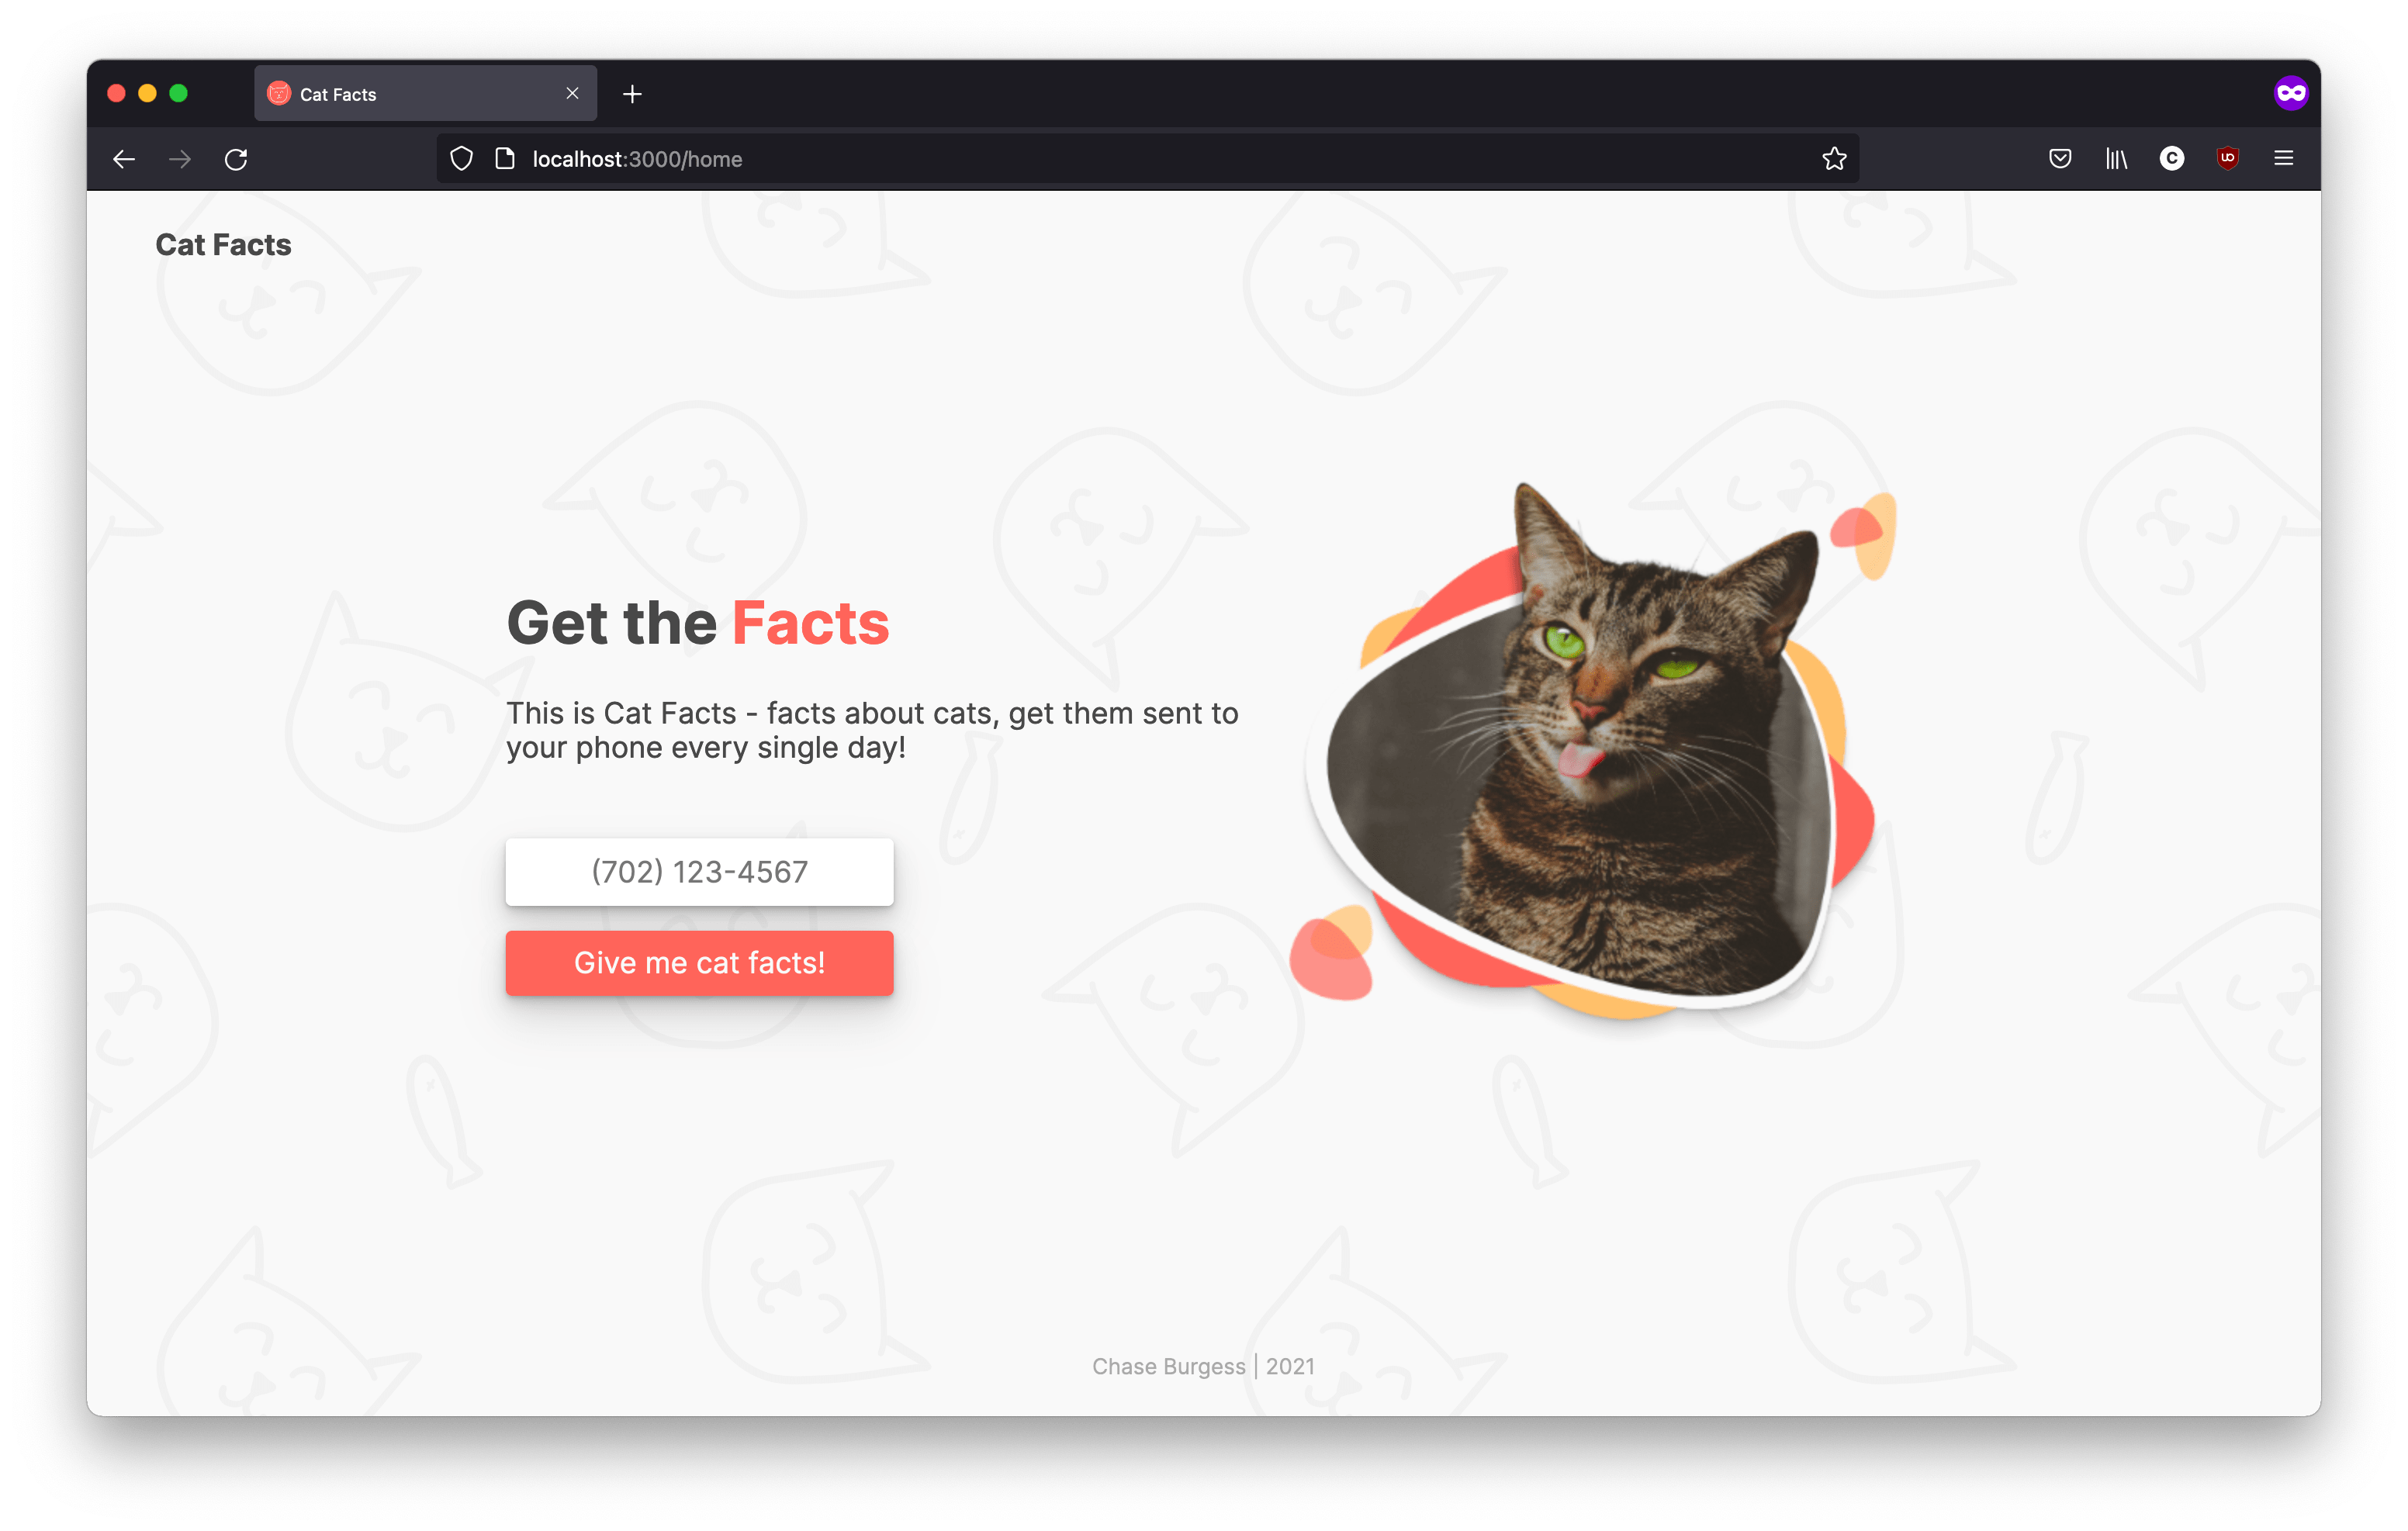 Cat Facts
localhost:3000/home
Cat Facts
Get the Facts
This is Cat Facts - facts about cats, get them sent to
your phone every single day!
(702) 123-4567
Give me cat facts!
Chase Burgess | 2021